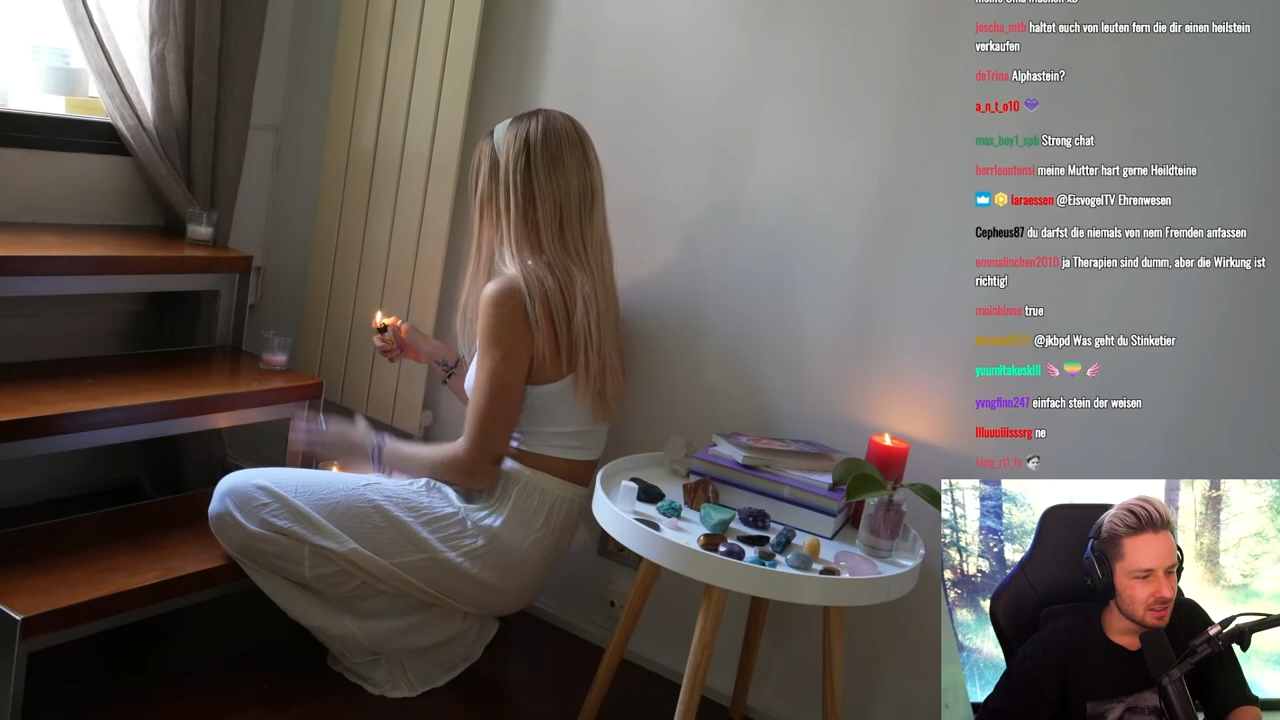 joscha_mtb haltet euch von leuten fern die dir einen heilstein
verkaufen
deTrina Alphastein?
a_n_t_o10
max_boy1_spb Strong chat
herrleonfonsi meine Mutter hart gerne Heildteine
laraessen @EisvogelTV Ehrenwesen
Cepheus87 du darfst die niemals von nem Fremden anfassen
emmalinchen2010 ja Therapien sind dumm, aber die Wirkung ist
richtig!
moinbinne true
@jkbpd Was geht du Stinketier
yuumitakeskill
yvngfinn247 einfach stein der weisen
ne
king_rti_tv